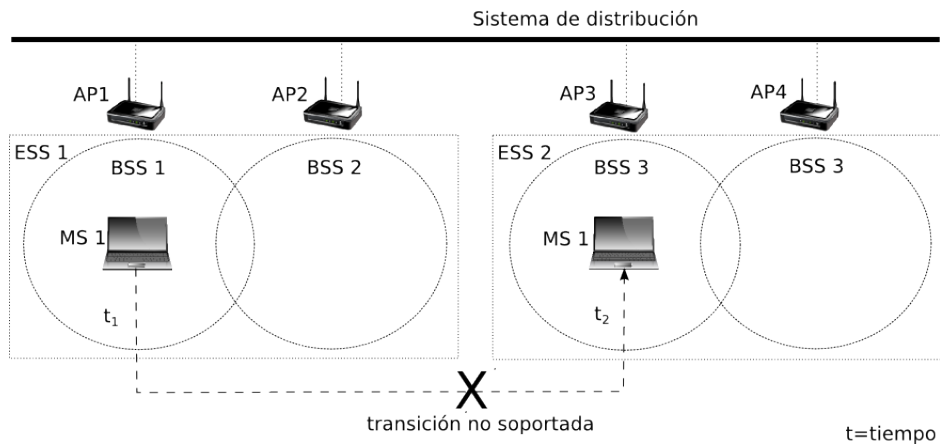 Sistema de distribución
AP1
AP2
AP3
AP4
ESS 1
BSS 1
BSS 2
ESS 2
BSS 3
BSS 3
MS 1
MS 1
t₁
t₂
X
transición no soportada
t=tiempo